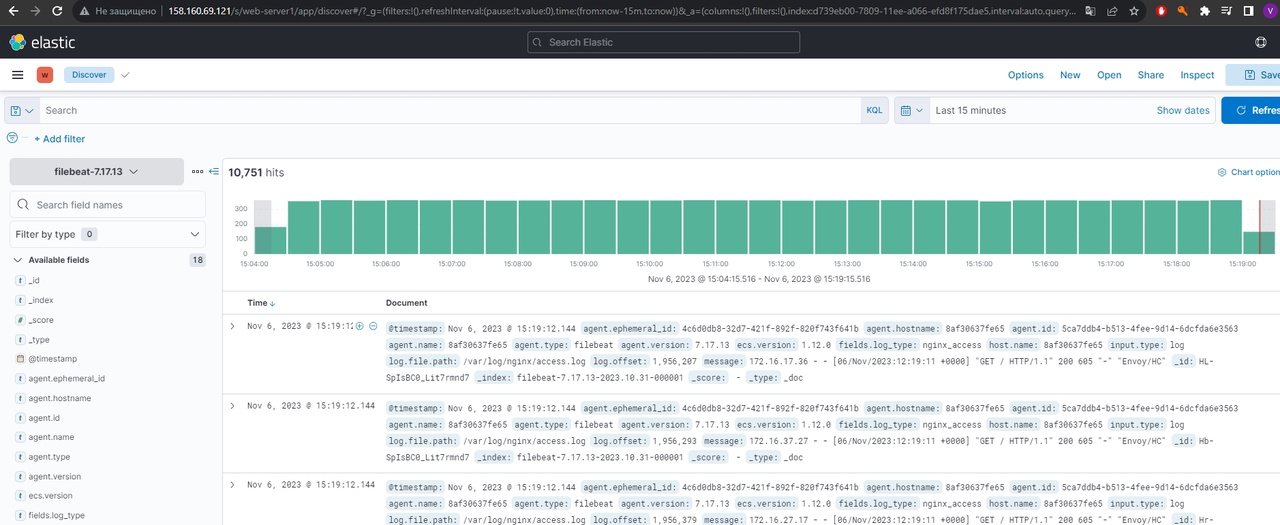 Не защищено 158.160.69.121/s/web-server1/app/discover#/?_g=(filters:!(),refreshInterval:(pause:!t,value:0),time:(from:now-15m,to:now))&_a=(columns:!(),filters:!(),index:d739eb00-7809-11ee-a066-efd8f175dae5,interval:auto,query...
V
elastic
Search Elastic
w Discover Options New Open Share Inspect Save
Search KQL Last 15 minutes Show dates Refres
+ Add filter
filebeat-7.17.13
10,751 hits
Chart option
Search field names
Filter by type 0
Available fields 18
t _id
t _index
# _score
t _type
@timestamp
t agent.ephemeral_id
t agent.hostname
t agent.id
t agent.name
t agent.type
t agent.version
t ecs.version
t fields.log_type
300
200
100
0
15:04:00 15:05:00 15:06:00 15:07:00 15:08:00 15:09:00 15:10:00 15:11:00 15:12:00 15:13:00 15:14:00 15:15:00 15:16:00 15:17:00 15:18:00 15:19:00
Nov 6, 2023 @ 15:04:15.516 - Nov 6, 2023 @ 15:19:15.516
Time Document
Nov 6, 2023 @ 15:19:12 @timestamp: Nov 6, 2023 @ 15:19:12.144 agent.ephemeral_id: 4c6d0db8-32d7-421f-892f-820f743f641b agent.hostname: 8af30637fe65 agent.id: 5ca7ddb4-b513-4fee-9d14-6dcfda6e3563
agent.name: 8af30637fe65 agent.type: filebeat agent.version: 7.17.13 ecs.version: 1.12.0 fields.log_type: nginx_access host.name: 8af30637fe65 input.type: log
log.file.path: /var/log/nginx/access.log log.offset: 1,956,207 message: 172.16.17.36 - - [06/Nov/2023:12:19:11 +0000] "GET / HTTP/1.1" 200 605 "-" "Envoy/HC" _id: HL-
SpIsBC0_Lit7rmnd7 _index: filebeat-7.17.13-2023.10.31-000001 _score: - _type: _doc
Nov 6, 2023 @ 15:19:12.144 @timestamp: Nov 6, 2023 @ 15:19:12.144 agent.ephemeral_id: 4c6d0db8-32d7-421f-892f-820f743f641b agent.hostname: 8af30637fe65 agent.id: 5ca7ddb4-b513-4fee-9d14-6dcfda6e3563
agent.name: 8af30637fe65 agent.type: filebeat agent.version: 7.17.13 ecs.version: 1.12.0 fields.log_type: nginx_access host.name: 8af30637fe65 input.type: log
log.file.path: /var/log/nginx/access.log log.offset: 1,956,293 message: 172.16.37.27 - - [06/Nov/2023:12:19:11 +0000] "GET / HTTP/1.1" 200 605 "-" "Envoy/HC" _id: Hb-
SpIsBC0_Lit7rmnd7 _index: filebeat-7.17.13-2023.10.31-000001 _score: - _type: _doc
Nov 6, 2023 @ 15:19:12.144 @timestamp: Nov 6, 2023 @ 15:19:12.144 agent.ephemeral_id: 4c6d0db8-32d7-421f-892f-820f743f641b agent.hostname: 8af30637fe65 agent.id: 5ca7ddb4-b513-4fee-9d14-6dcfda6e3563
agent.name: 8af30637fe65 agent.type: filebeat agent.version: 7.17.13 ecs.version: 1.12.0 fields.log_type: nginx_access host.name: 8af30637fe65 input.type: log
log.file.path: /var/log/nginx/access.log log.offset: 1,956,379 message: 172.16.27.17 - - [06/Nov/2023:12:19:11 +0000] "GET / HTTP/1.1" 200 605 "-" "Envoy/HC" _id: Hr-